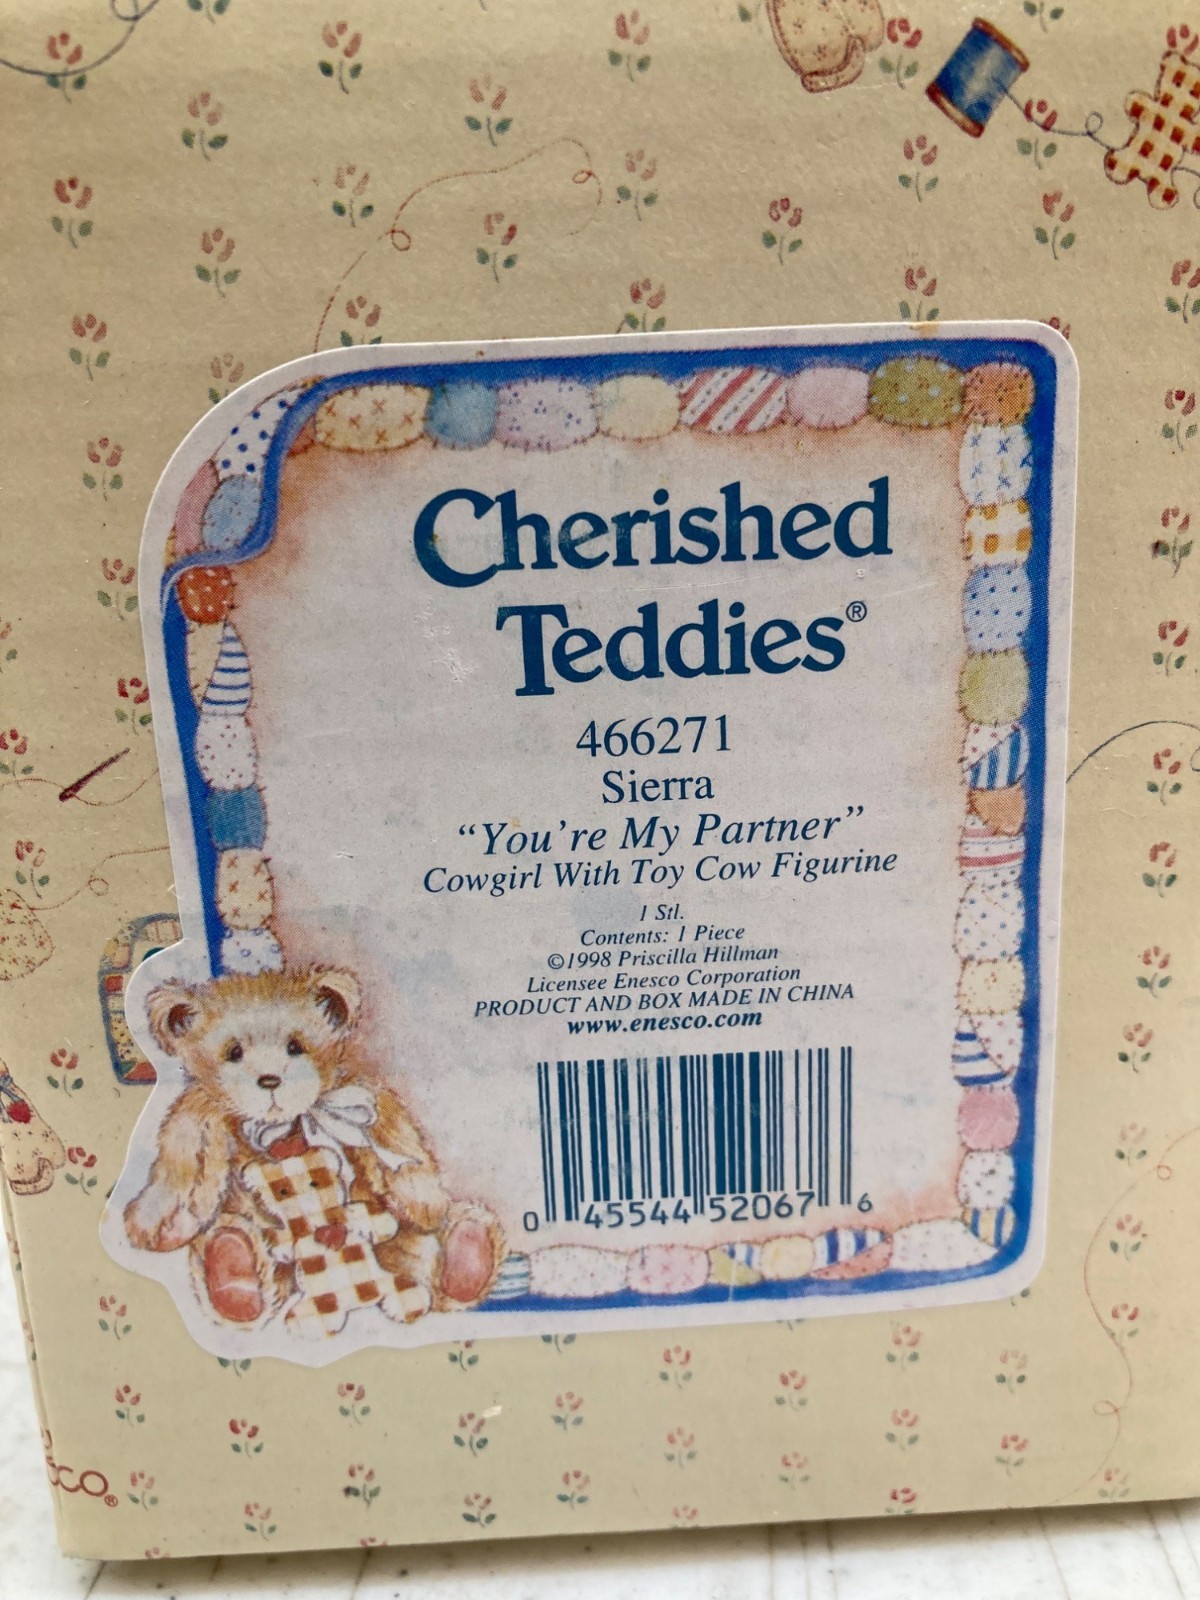 Cherished
Teddies®
466271
Sierra
“You’re My Partner”
Cowgirl With Toy Cow Figurine
1 Stl.
Contents: 1 Piece
©1998 Priscilla Hillman
Licensee Enesco Corporation
PRODUCT AND BOX MADE IN CHINA
www.enesco.com
0 45544 52067 6